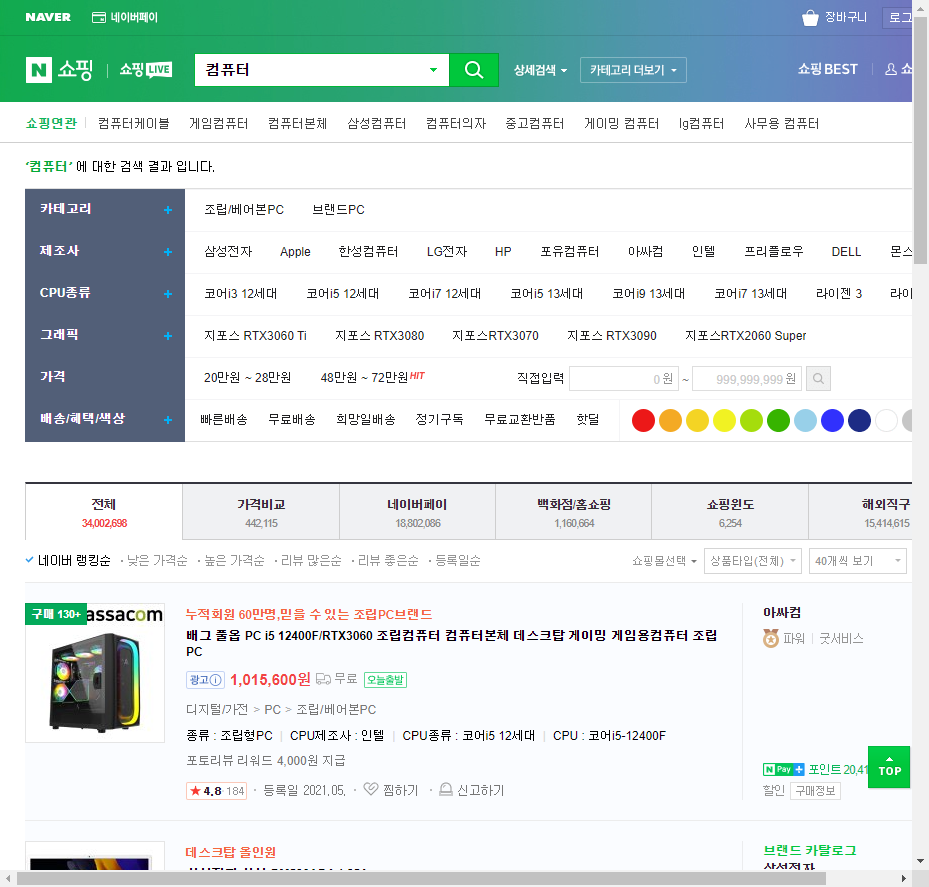 NAVER 네이버페이 장바구니
N 쇼핑 쇼핑LIVE 컴퓨터 상세검색 카테고리 더보기 쇼핑BEST
쇼핑연관 컴퓨터케이블 게임컴퓨터 컴퓨터본체 삼성컴퓨터 컴퓨터의자 중고컴퓨터 게이밍 컴퓨터 lg컴퓨터 사무용 컴퓨터
‘컴퓨터’에 대한 검색 결과 입니다.
카테고리 + 조립/베어본PC 브랜드PC
제조사 + 삼성전자 Apple 한성컴퓨터 LG전자 HP 포유컴퓨터 아싸컴 인텔 프리플로우 DELL 몬스
CPU종류 + 코어i3 12세대 코어i5 12세대 코어i7 12세대 코어i5 13세대 코어i9 13세대 코어i7 13세대 라이젠 3 라이
그래픽 + 지포스 RTX3060 Ti 지포스 RTX3080 지포스RTX3070 지포스 RTX3090 지포스RTX2060 Super
가격 20만원 ~ 28만원 48만원 ~ 72만원HIT 직접입력 0 원 ~ 999,999,999 원
배송/혜택/색상 + 빠른배송 무료배송 희망일배송 정기구독 무료교환반품 핫딜
전체 가격비교 네이버페이 백화점/홈쇼핑 쇼핑윈도 해외직구
34,002,698 442,115 18,802,086 1,160,664 6,254 15,414,615
네이버 랭킹순 · 낮은 가격순 · 높은 가격순 · 리뷰 많은순 · 리뷰 좋은순 · 등록일순 쇼핑몰선택 상품타입(전체) 40개씩 보기
구매 130+ assacom
누적회원 60만명,믿을 수 있는 조립PC브랜드
배그 풀옵 PC i5 12400F/RTX3060 조립컴퓨터 컴퓨터본체 데스크탑 게이밍 게임용컴퓨터 조립
PC
광고 1,015,600원 무료 오늘출발
디지털/가전 > PC > 조립/베어본PC
종류 : 조립형PC | CPU제조사 : 인텔 | CPU종류 : 코어i5 12세대 | CPU : 코어i5-12400F
포토리뷰 리워드 4,000원 지급
★ 4.8 184 · 등록일 2021.05. · 찜하기 · 신고하기
아싸컴
파워 | 굿서비스
N Pay + 포인트 20,41
할인 구매정보
TOP
데스크탑 올인원
브랜드 카탈로그